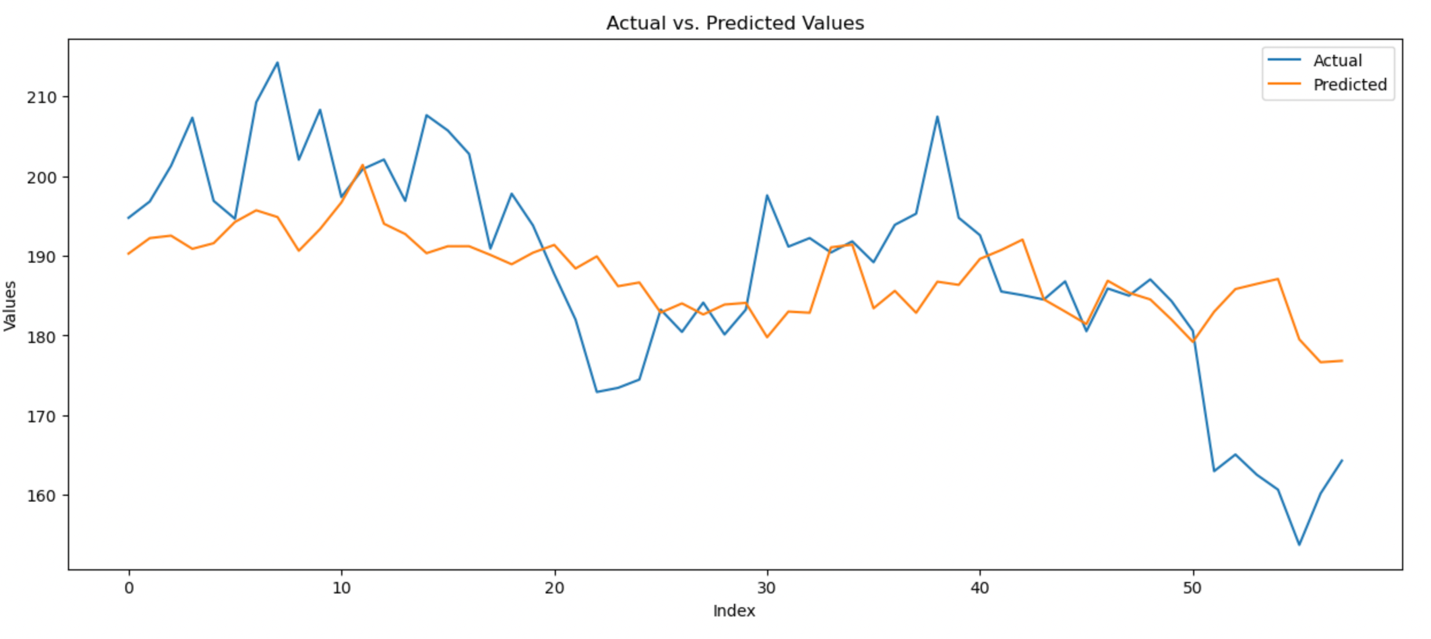 Actual vs. Predicted Values
Actual
Predicted
Values
210
200
190
180
170
160
0 10 20 30 40 50
Index